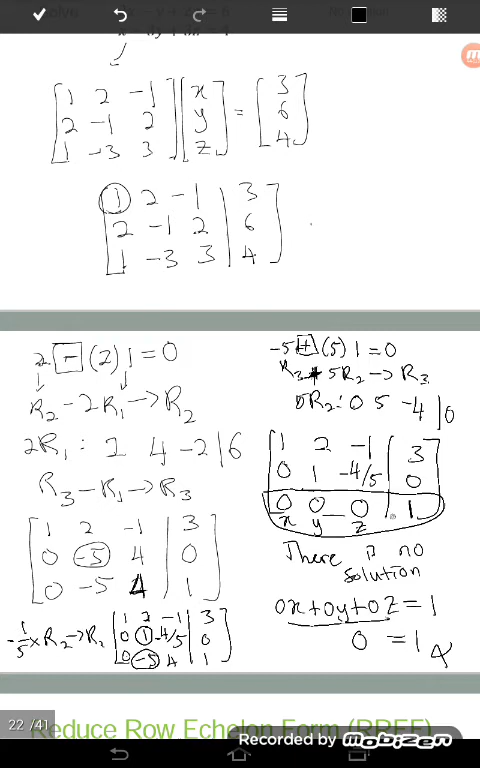 - y + z = 6
x - 3y + 3z = 4
[1 2 -1] [x] = [3]
[2 -1 2] [y] [6]
[1 -3 3] [z] [4]
[1 2 -1 | 3]
[2 -1 2 | 6]
[1 -3 3 | 4]
2 - (2) 1 = 0
R2 - 2R1 → R2
2R1 : 2 4 -2 | 6
R3 - R1 → R3
[1 2 -1 | 3]
[0 -5 4 | 0]
[0 -5 4 | 1]
-1/5 × R2 → R2
[1 2 -1 | 3]
[0 1 -4/5 | 0]
[0 -5 4 | 1]
-5 + (5) 1 = 0
R3 + 5R2 → R3
5R2 : 0 5 -4 | 0
[1 2 -1 | 3]
[0 1 -4/5 | 0]
[0 0 0 | 1]
x y z
There is no
solution
0x+0y+0z = 1
0 = 1
22 /41
Reduce Row Echelon Form (RREF)
Recorded by mobizen